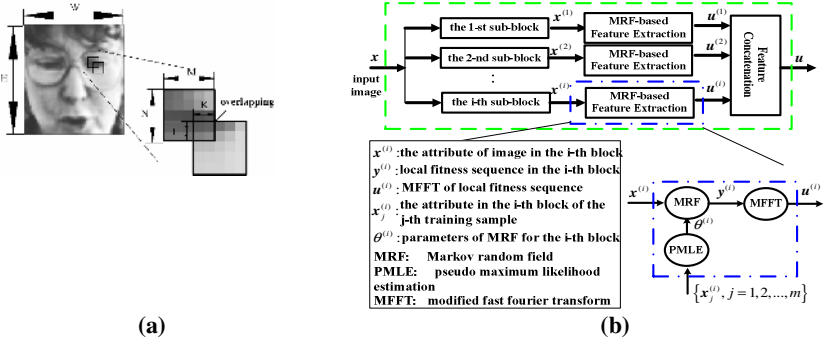 W
H
M
N
K
L
overlapping
(a)
x
input
image
the 1-st sub-block
x^{(1)}
MRF-based
Feature Extraction
u^{(1)}
the 2-nd sub-block
x^{(2)}
MRF-based
Feature Extraction
u^{(2)}
:
the i-th sub-block
x^{(i)}
MRF-based
Feature Extraction
u^{(i)}
Feature
Concatenation
u
x^{(i)} :the attribute of image in the i-th block
y^{(i)} :local fitness sequence in the i-th block
u^{(i)} :MFFT of local fitness sequence
x_j^{(i)} :the attribute in the i-th block of the
j-th training sample
θ^{(i)} :parameters of MRF for the i-th block
MRF: Markov random field
PMLE: pseudo maximum likelihood
estimation
MFFT: modified fast fourier transform
x^{(i)}
MRF
y^{(i)}
MFFT
u^{(i)}
θ^{(i)}
PMLE
{x_j^{(i)}, j = 1, 2, ..., m}
(b)